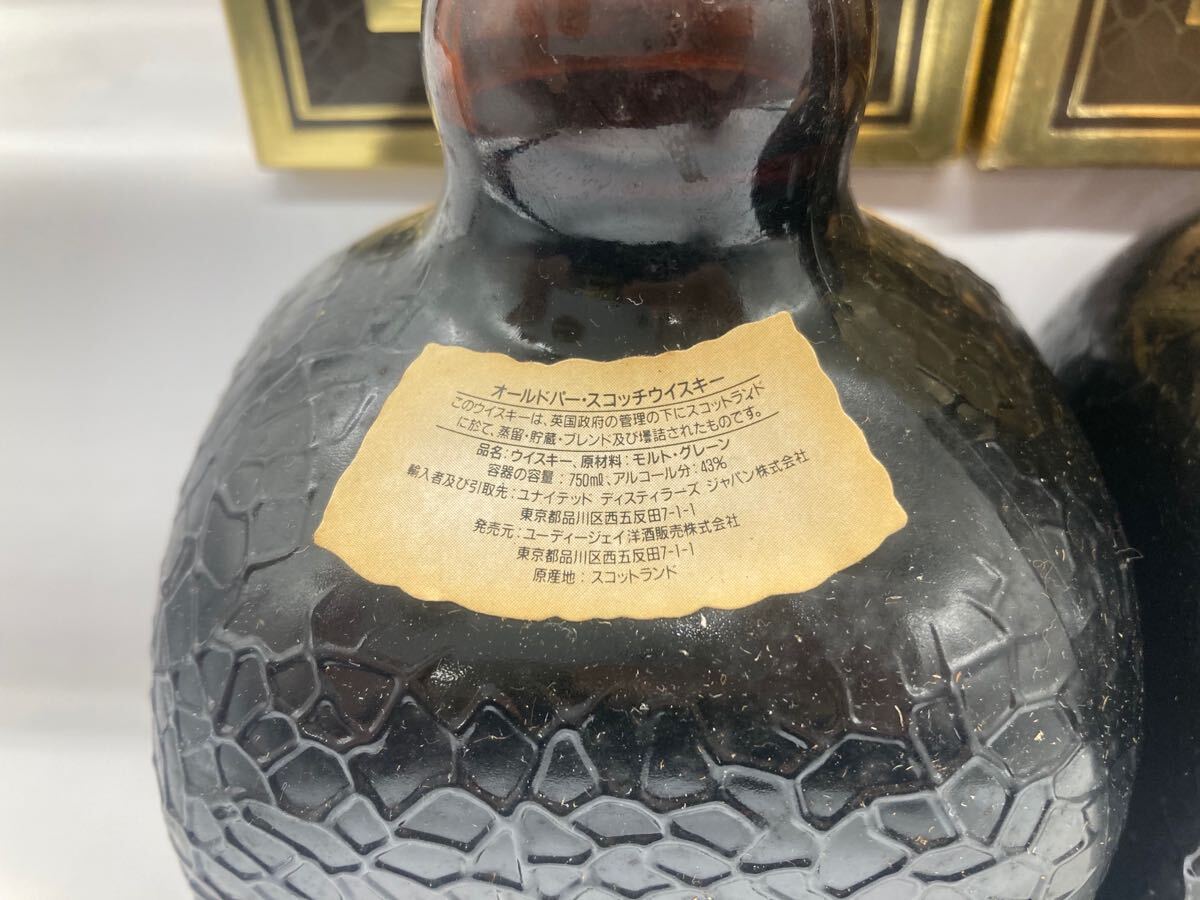 オールドパー・スコッチウイスキー
このウイスキーは、英国政府の管理の下にスコットランド
に於て、蒸留・貯蔵・ブレンド及び壜詰されたものです。
品名：ウイスキー、原材料：モルト・グレーン
容器の容量：750mℓ、アルコール分：43%
輸入者及び引取先：ユナイテッド ディスティラーズ ジャパン株式会社
東京都品川区西五反田7-1-1
発売元：ユーディージェイ洋酒販売株式会社
東京都品川区西五反田7-1-1
原産地：スコットランド